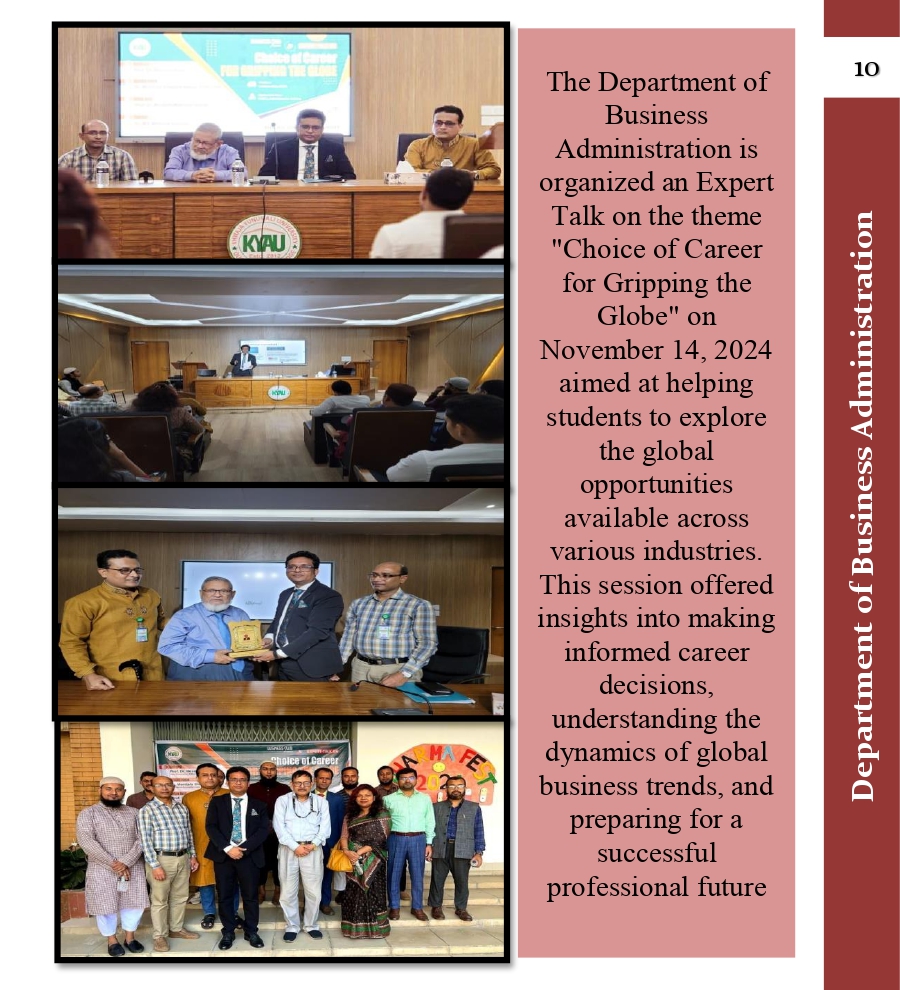 Choice of Career
FOR GRIPPING THE GLOBE
KYAU
KYAU
KYAU
Choice of Career
The Department of
Business
Administration is
organized an Expert
Talk on the theme
"Choice of Career
for Gripping the
Globe" on
November 14, 2024
aimed at helping
students to explore
the global
opportunities
available across
various industries.
This session offered
insights into making
informed career
decisions,
understanding the
dynamics of global
business trends, and
preparing for a
successful
professional future
10
Department of Business Administration